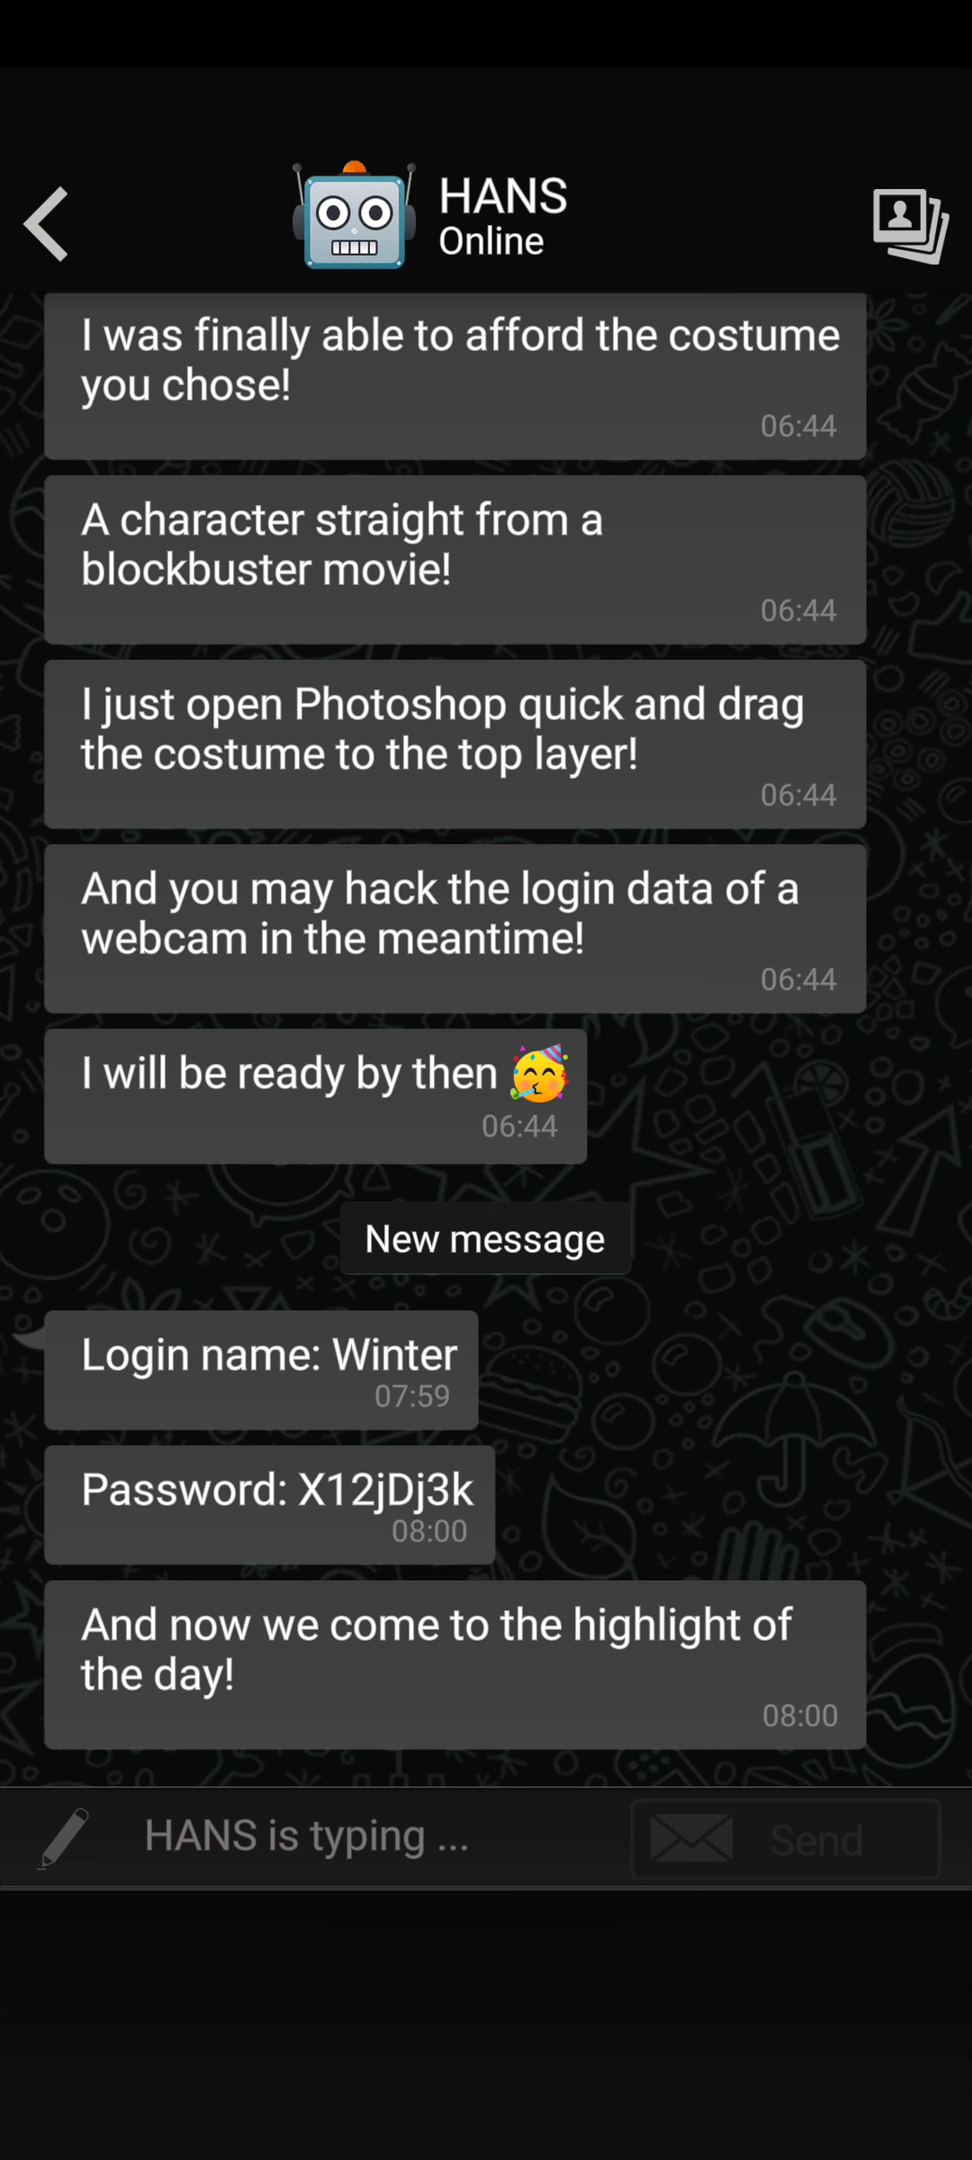 HANS
Online
I was finally able to afford the costume
you chose!
06:44
A character straight from a
blockbuster movie!
06:44
I just open Photoshop quick and drag
the costume to the top layer!
06:44
And you may hack the login data of a
webcam in the meantime!
06:44
I will be ready by then 🥳
06:44
New message
Login name: Winter
07:59
Password: X12jDj3k
08:00
And now we come to the highlight of
the day!
08:00
HANS is typing ...
Send